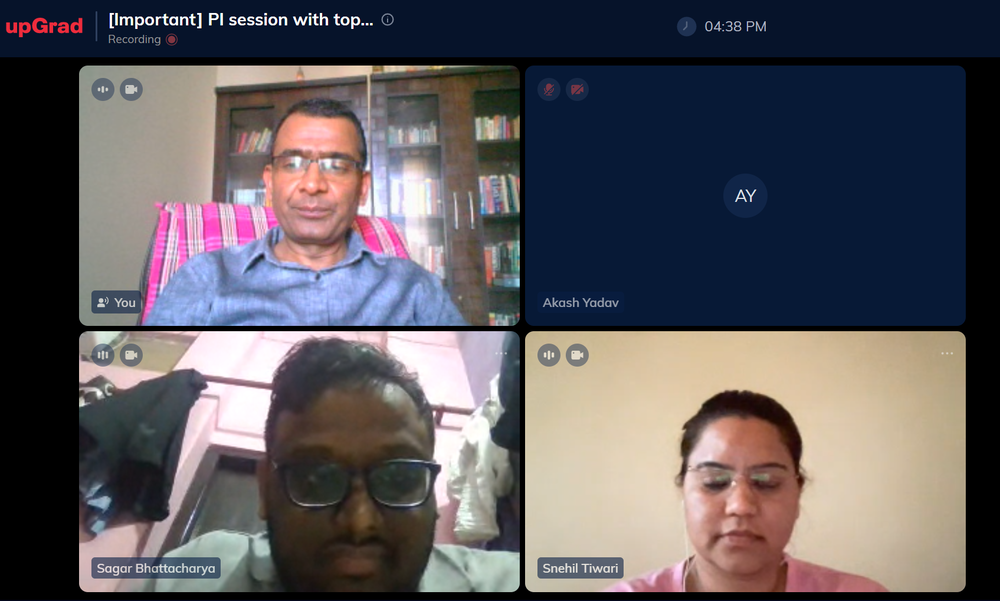 upGrad
[Important] PI session with top...
Recording
04:38 PM
You
AY
Akash Yadav
Sagar Bhattacharya
Snehil Tiwari